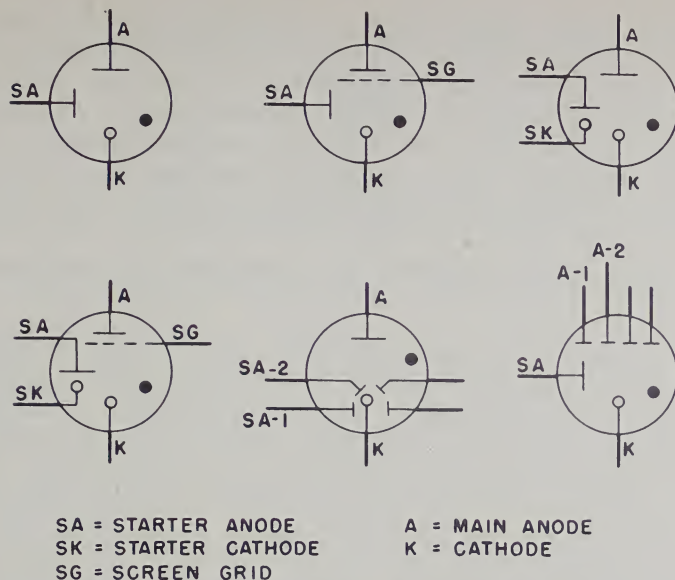 A
SA
K
A
SG
SA
K
A
SA
SK
K
A
SA
SG
SK
K
A
SA-2
SA-1
K
A-2
A-1
SA
K
SA = STARTER ANODE
SK = STARTER CATHODE
SG = SCREEN GRID
A = MAIN ANODE
K = CATHODE